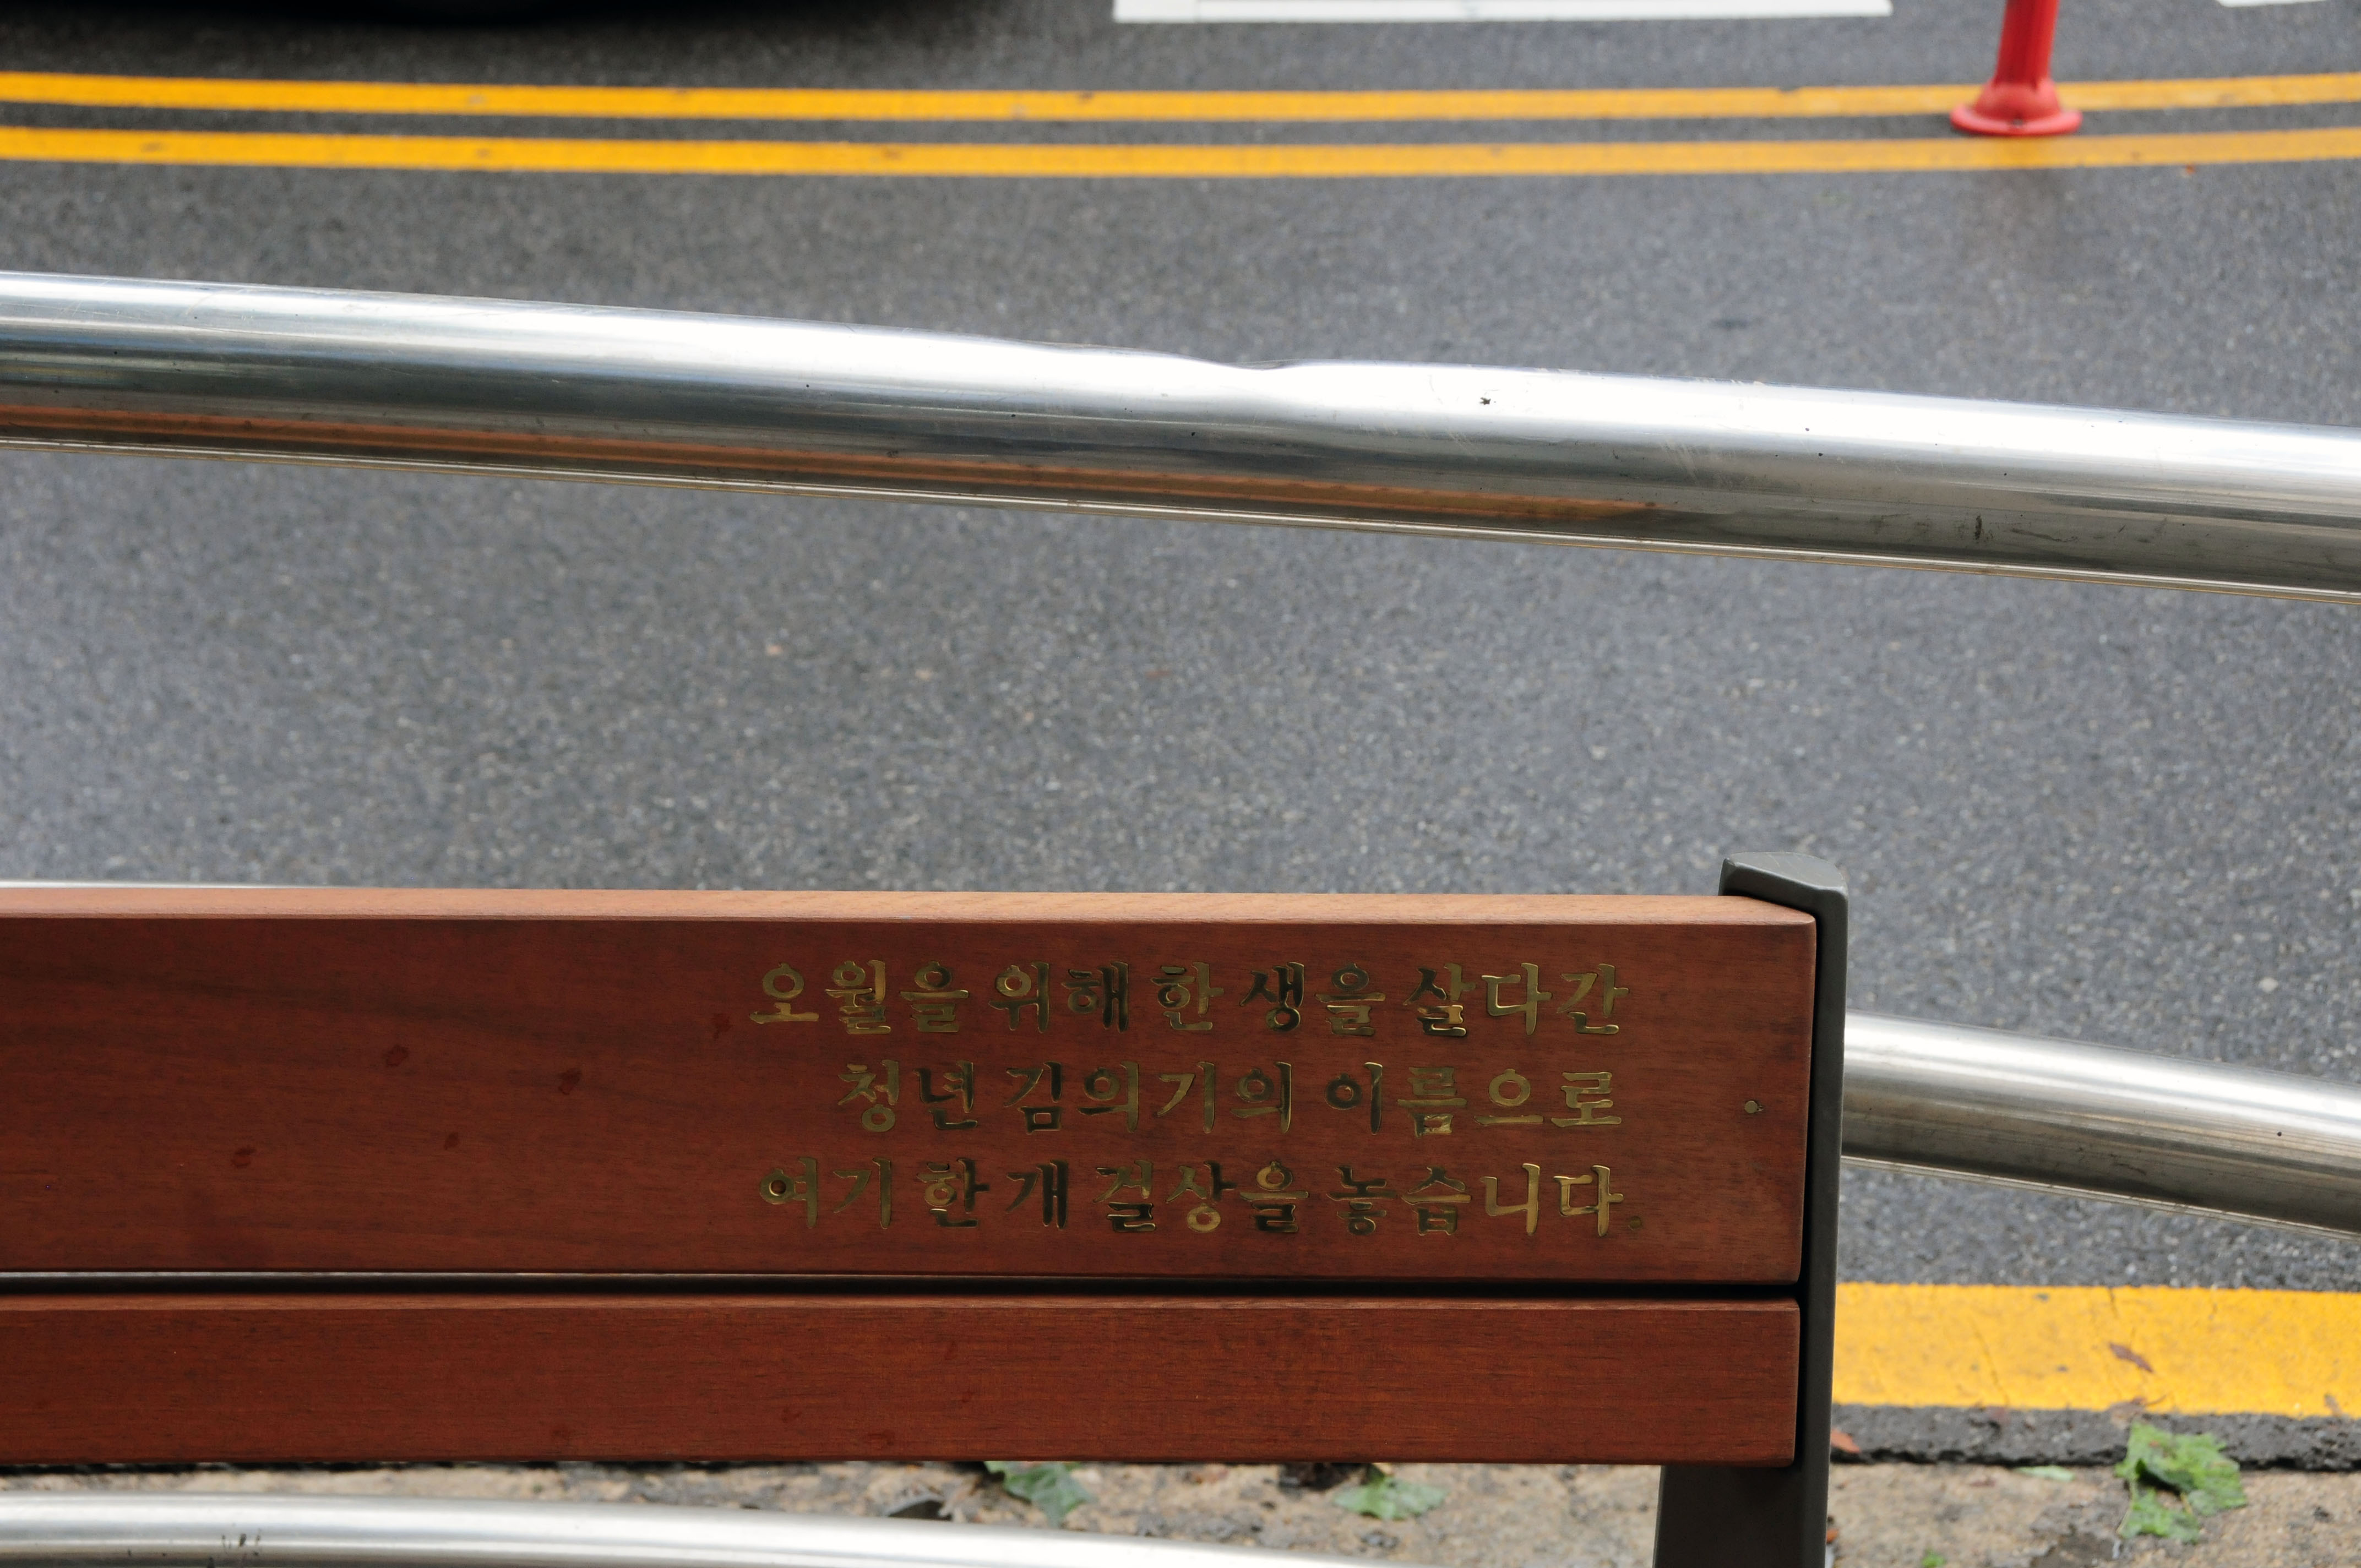 오월을 위해 한 생을 살다간
청년 김의기의 이름으로
여기 한 개 걸상을 놓습니다.